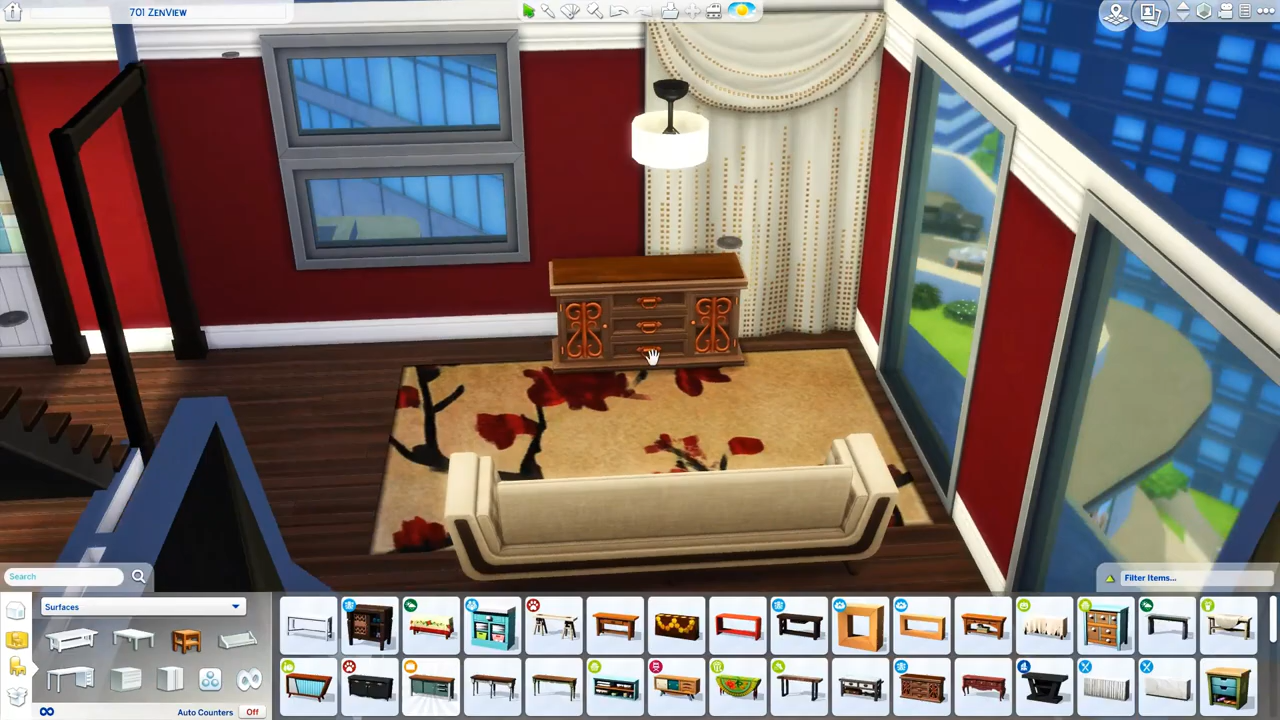 701 ZenView
Search
Filter Items...
Surfaces
Auto Counters
Off